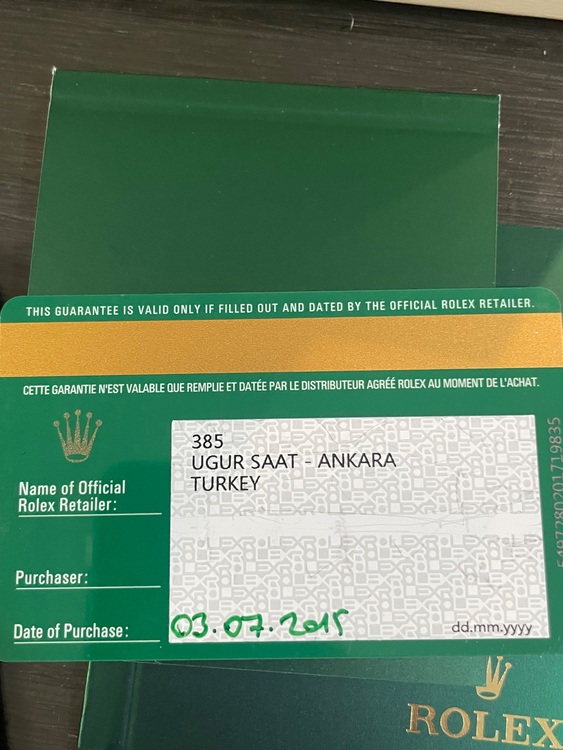 THIS GUARANTEE IS VALID ONLY IF FILLED OUT AND DATED BY THE OFFICIAL ROLEX RETAILER.
CETTE GARANTIE N'EST VALABLE QUE REMPLIE ET DATÉE PAR LE DISTRIBUTEUR AGRÉÉ ROLEX AU MOMENT DE L'ACHAT.
385
UGUR SAAT - ANKARA
TURKEY
Name of Official
Rolex Retailer:
Purchaser:
Date of Purchase:
03.07.2015
dd.mm.yyyy
ROLEX